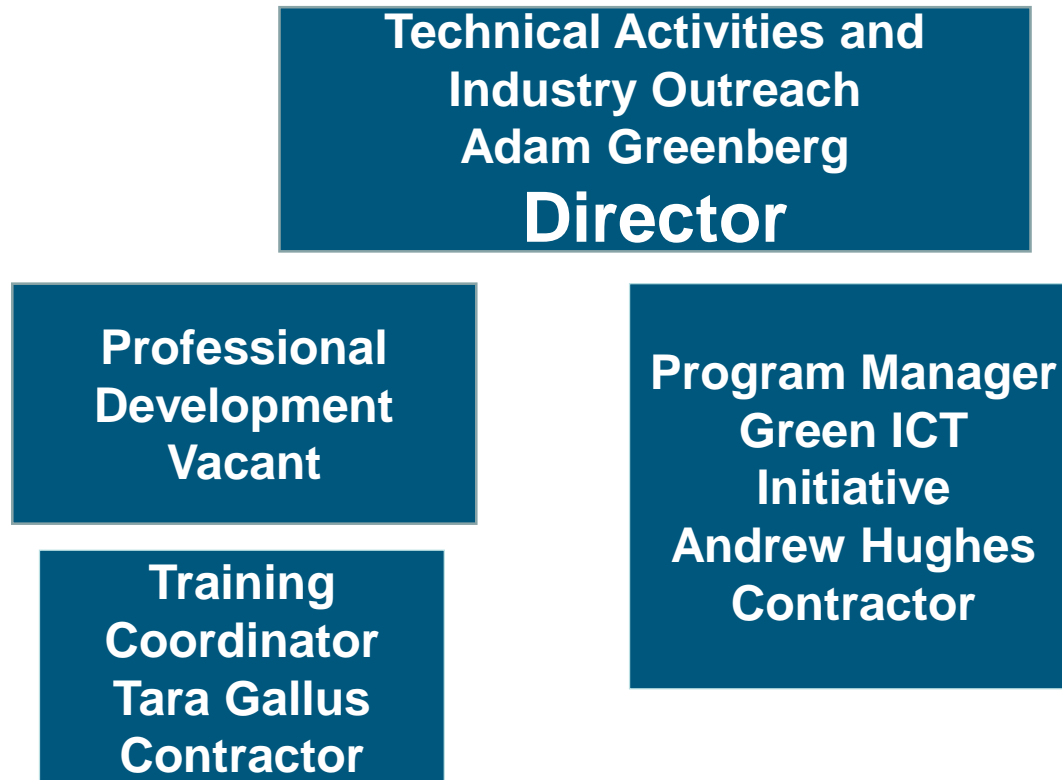 Technical Activities and
Industry Outreach
Adam Greenberg
Director
Professional
Development
Vacant
Program Manager
Green ICT
Initiative
Andrew Hughes
Contractor
Training
Coordinator
Tara Gallus
Contractor